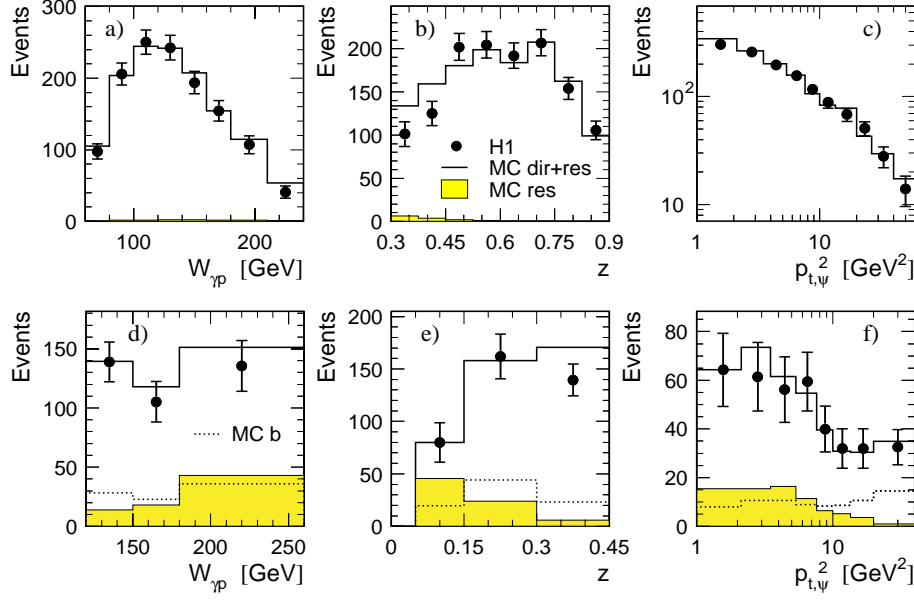 Events
300
200
100
0
a)
100
200
W_γp [GeV]
Events
250
200
150
100
50
0
b)
H1
MC dir+res
MC res
0.3
0.45
0.6
0.75
0.9
z
Events
10^2
10
c)
1
10
p_t,ψ^2 [GeV^2]
Events
150
100
50
0
d)
MC b
150
200
250
W_γp [GeV]
Events
200
150
100
50
0
e)
0
0.15
0.3
0.45
z
Events
80
60
40
20
0
f)
1
10
p_t,ψ^2 [GeV^2]